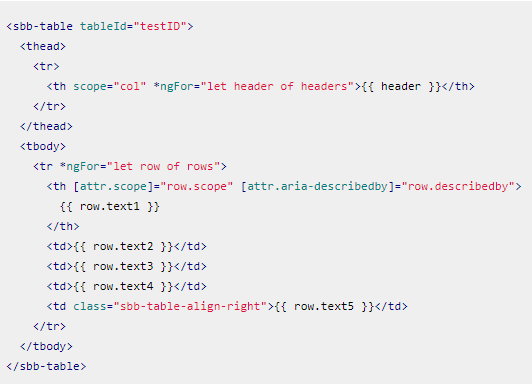 <sbb-table tableId="testID">
  <thead>
    <tr>
      <th scope="col" *ngFor="let header of headers">{{ header }}</th>
    </tr>
  </thead>
  <tbody>
    <tr *ngFor="let row of rows">
      <th [attr.scope]="row.scope" [attr.aria-describedby]="row.describedby">
        {{ row.text1 }}
      </th>
      <td>{{ row.text2 }}</td>
      <td>{{ row.text3 }}</td>
      <td>{{ row.text4 }}</td>
      <td class="sbb-table-align-right">{{ row.text5 }}</td>
    </tr>
  </tbody>
</sbb-table>